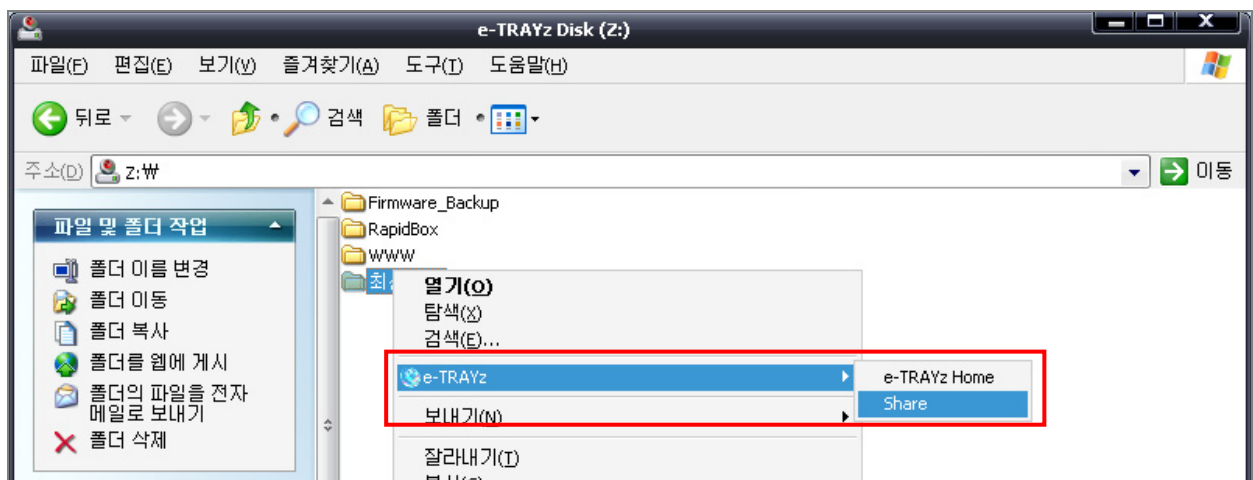 e-TRAYz Disk (Z:)
파일(F) 편집(E) 보기(V) 즐겨찾기(A) 도구(T) 도움말(H)
뒤로 검색 폴더
주소(D) Z:₩ 이동
파일 및 폴더 작업
폴더 이름 변경
폴더 이동
폴더 복사
폴더를 웹에 게시
폴더의 파일을 전자
메일로 보내기
폴더 삭제
Firmware_Backup
RapidBox
WWW
열기(O)
탐색(X)
검색(E)...
e-TRAYz
보내기(N)
잘라내기(T)
e-TRAYz Home
Share